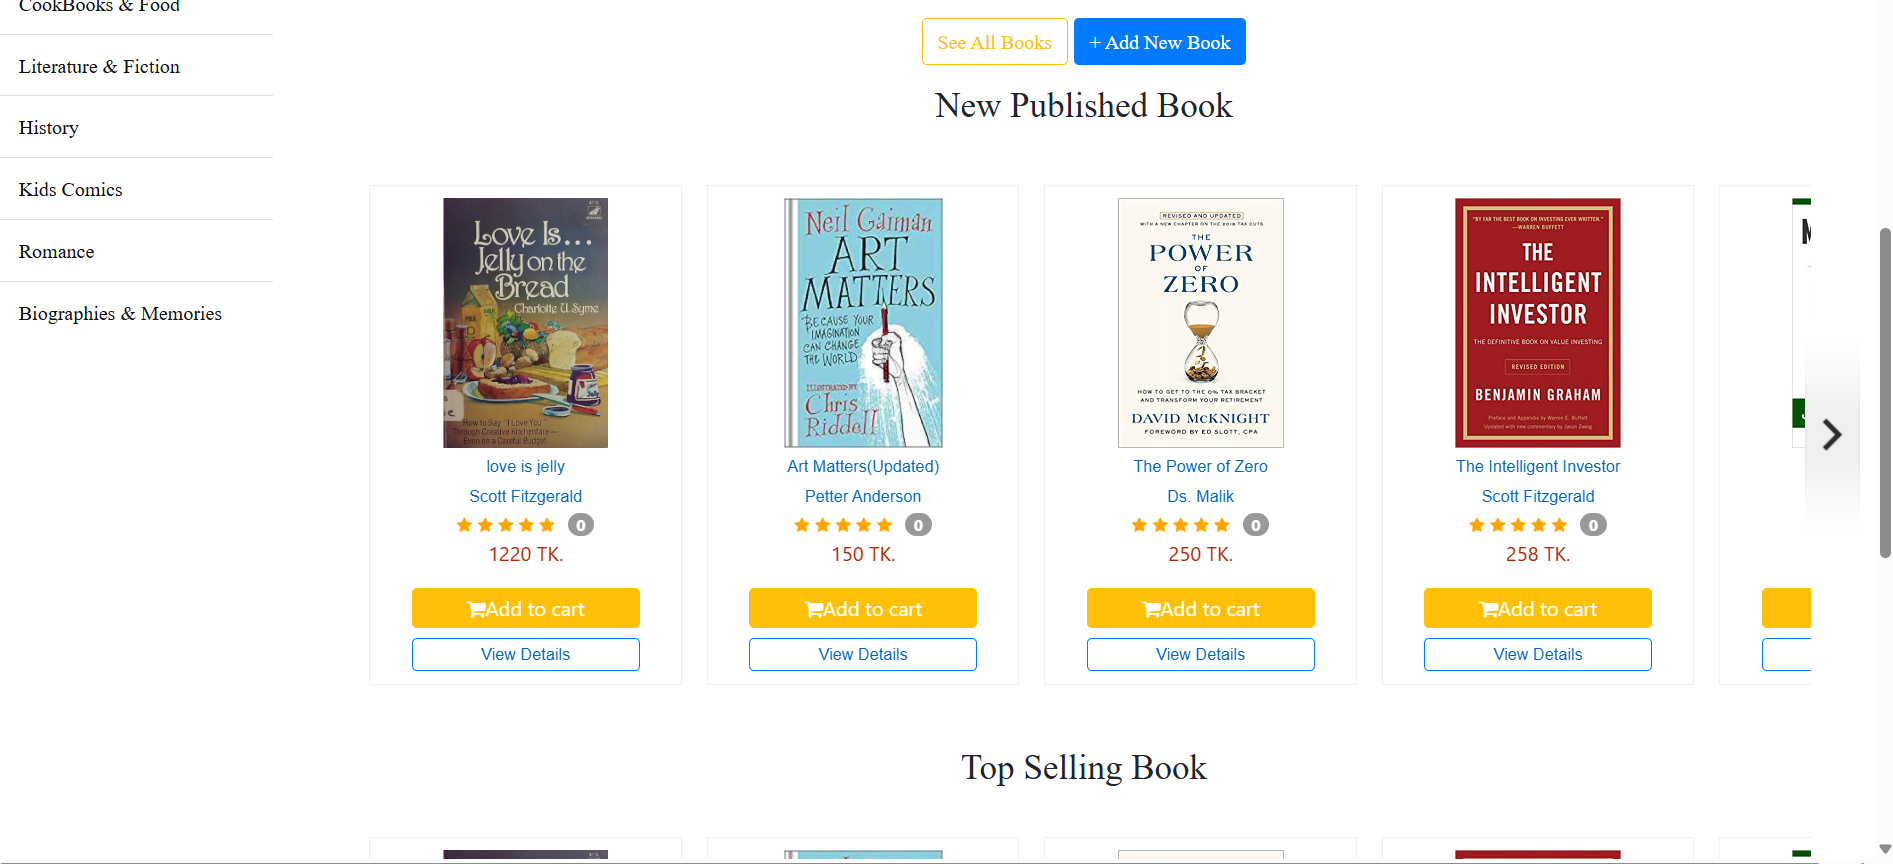 CookBooks & Food
Literature & Fiction
History
Kids Comics
Romance
Biographies & Memories
See All Books
+ Add New Book
New Published Book
Love Is...
Jelly on the
Bread
Charlotte U. Syme
MILK
How to Say "I Love You"
Through Creative Kitchenfare—
Even on a Careful Budget
love is jelly
Scott Fitzgerald
0
1220 TK.
Add to cart
View Details
Neil Gaiman
ART
MATTERS
BECAUSE YOUR
IMAGINATION
CAN CHANGE
THE WORLD
ILLUSTRATED BY
Chris
Riddell
Art Matters(Updated)
Petter Anderson
0
150 TK.
Add to cart
View Details
REVISED AND UPDATED
WITH A NEW CHAPTER ON THE 2018 TAX CUTS
THE
POWER
OF
ZERO
HOW TO GET TO THE 0% TAX BRACKET
AND TRANSFORM YOUR RETIREMENT
DAVID McKNIGHT
FOREWORD BY ED SLOTT, CPA
The Power of Zero
Ds. Malik
0
250 TK.
Add to cart
View Details
"BY FAR THE BEST BOOK ON INVESTING EVER WRITTEN."
—WARREN BUFFETT
THE
INTELLIGENT
INVESTOR
THE DEFINITIVE BOOK ON VALUE INVESTING
REVISED EDITION
BENJAMIN GRAHAM
Preface and Appendix by Warren E. Buffett
Updated with new commentary by Jason Zweig
The Intelligent Investor
Scott Fitzgerald
0
258 TK.
Add to cart
View Details
Top Selling Book